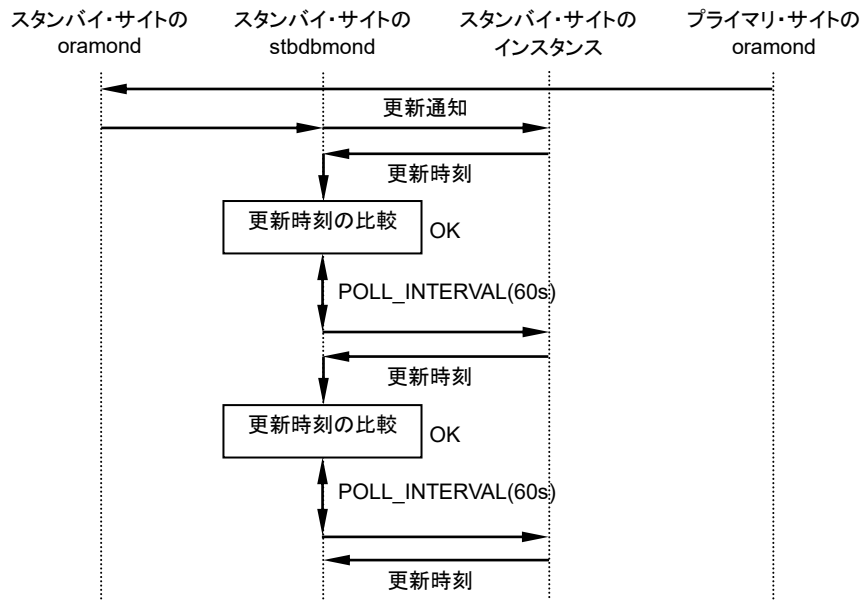 スタンバイ・サイトの
oramond
スタンバイ・サイトの
stbdbmond
スタンバイ・サイトの
インスタンス
プライマリ・サイトの
oramond
更新通知
更新時刻
更新時刻の比較
OK
POLL_INTERVAL(60s)
更新時刻
更新時刻の比較
OK
POLL_INTERVAL(60s)
更新時刻